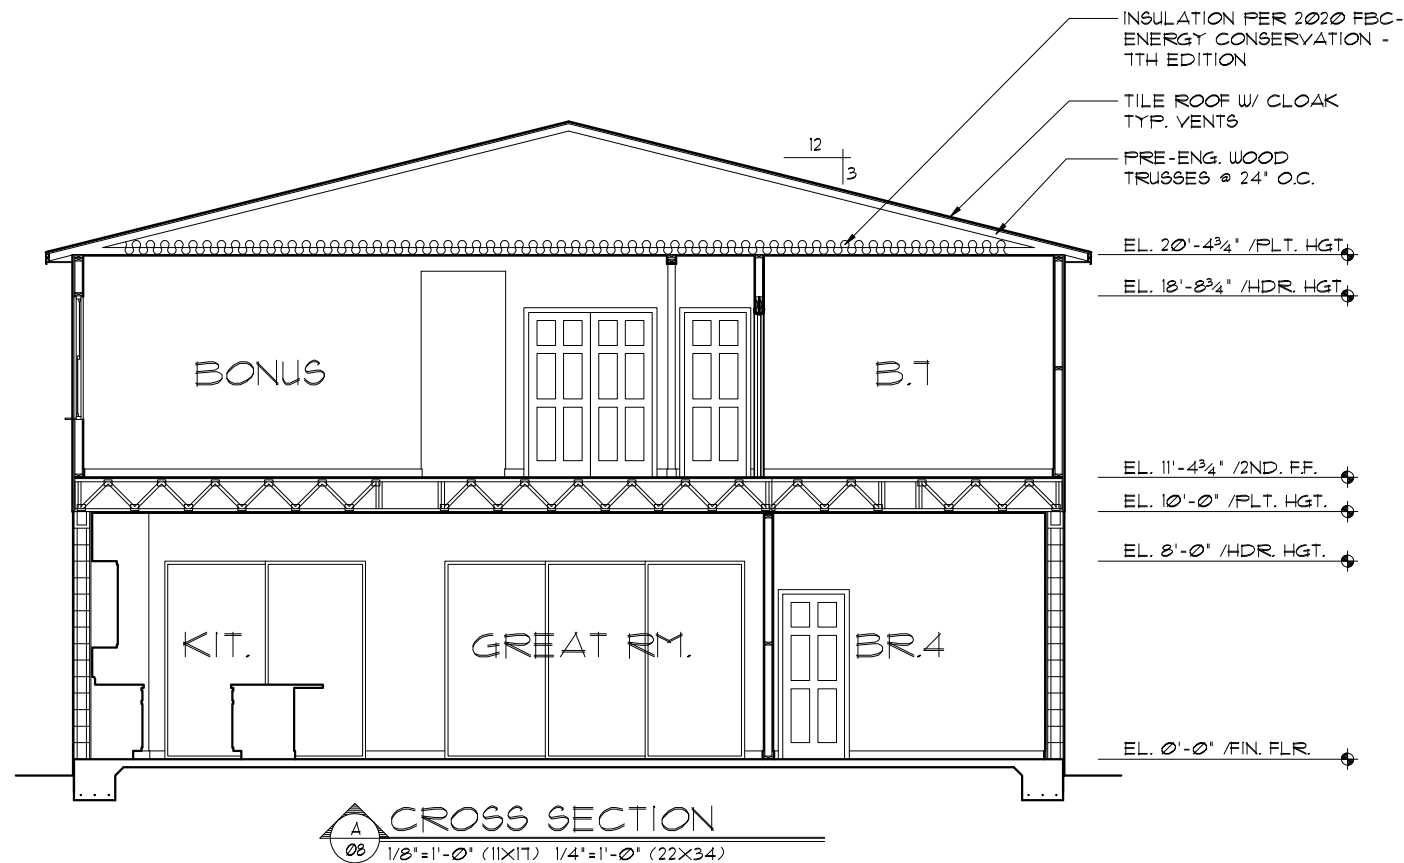 INSULATION PER 2020 FBC-
ENERGY CONSERVATION -
7TH EDITION
TILE ROOF W/ CLOAK
TYP. VENTS
12
3
PRE-ENG. WOOD
TRUSSES @ 24" O.C.
EL. 20'-4¾" /PLT. HGT.
EL. 18'-8¾" /HDR. HGT.
BONUS
B.7
EL. 11'-4¾" /2ND. F.F.
EL. 10'-0" /PLT. HGT.
EL. 8'-0" /HDR. HGT.
KIT.
GREAT RM.
BR.4
EL. 0'-0" /FIN. FLR.
A
08
CROSS SECTION
1/8"=1'-0" (11X17) 1/4"=1'-0" (22X34)